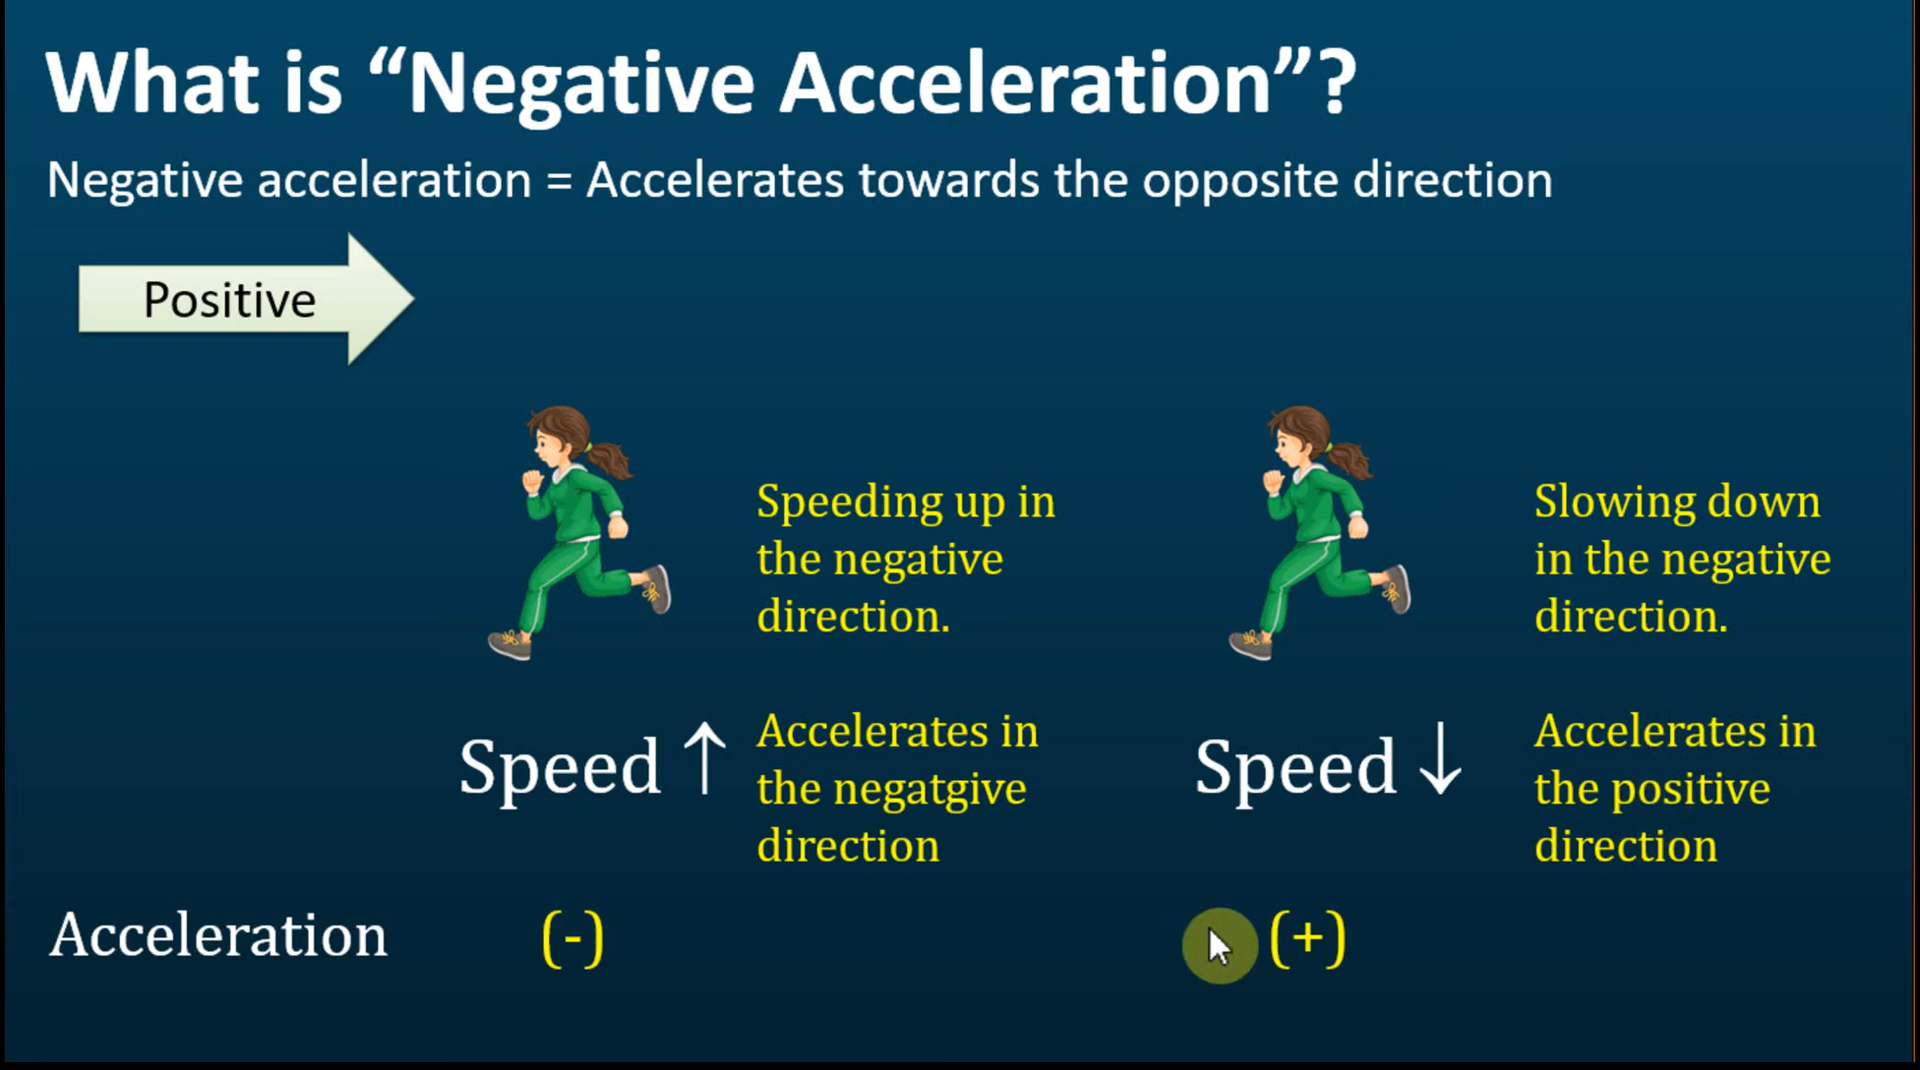 What is “Negative Acceleration”?
Negative acceleration = Accelerates towards the opposite direction
Positive
Speeding up in
the negative
direction.
Slowing down
in the negative
direction.
Speed ↑
Accelerates in
the negatgive
direction
Speed ↓
Accelerates in
the positive
direction
Acceleration (-) (+)